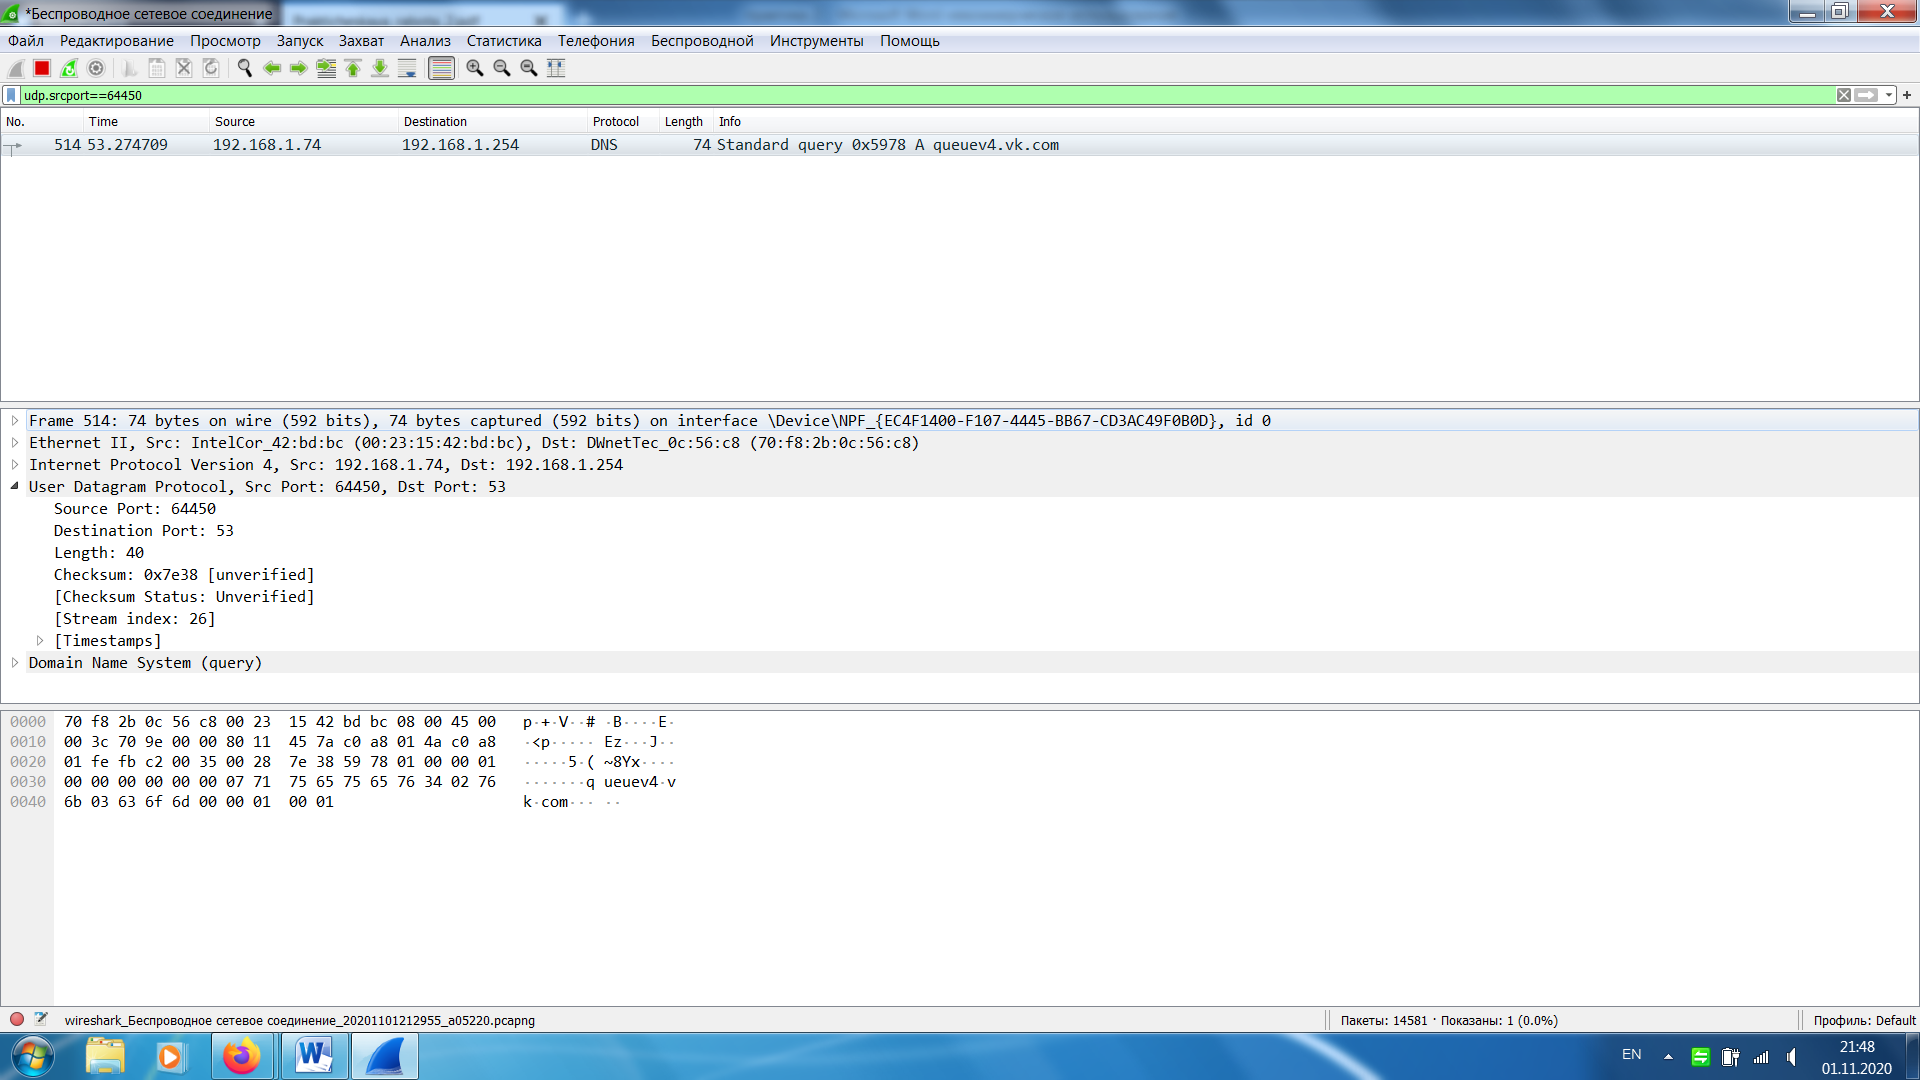 *Беспроводное сетевое соединение
Файл Редактирование Просмотр Запуск Захват Анализ Статистика Телефония Беспроводной Инструменты Помощь
udp.srcport==64450
No. Time Source Destination Protocol Length Info
514 53.274709 192.168.1.74 192.168.1.254 DNS 74 Standard query 0x5978 A queuev4.vk.com
Frame 514: 74 bytes on wire (592 bits), 74 bytes captured (592 bits) on interface \Device\NPF_{EC4F1400-F107-4445-BB67-CD3AC49F0B0D}, id 0
Ethernet II, Src: IntelCor_42:bd:bc (00:23:15:42:bd:bc), Dst: DWnetTec_0c:56:c8 (70:f8:2b:0c:56:c8)
Internet Protocol Version 4, Src: 192.168.1.74, Dst: 192.168.1.254
User Datagram Protocol, Src Port: 64450, Dst Port: 53
Source Port: 64450
Destination Port: 53
Length: 40
Checksum: 0x7e38 [unverified]
[Checksum Status: Unverified]
[Stream index: 26]
[Timestamps]
Domain Name System (query)
0000 70 f8 2b 0c 56 c8 00 23 15 42 bd bc 08 00 45 00 p·+·V··# ·B····E·
0010 00 3c 70 9e 00 00 80 11 45 7a c0 a8 01 4a c0 a8 ·<p····· Ez···J··
0020 01 fe fb c2 00 35 00 28 7e 38 59 78 01 00 00 01 ·····5·( ~8Yx····
0030 00 00 00 00 00 00 07 71 75 65 75 65 76 34 02 76 ·······q ueuev4·v
0040 6b 03 63 6f 6d 00 00 01 00 01 k·com··· ··
wireshark_Беспроводное сетевое соединение_20201101212955_a05220.pcapng
Пакеты: 14581 · Показаны: 1 (0.0%)
Профиль: Default
EN
21:48
01.11.2020